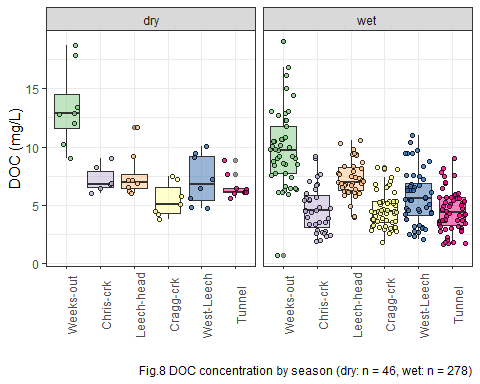 dry
wet
DOC (mg/L)
15
10
5
0
Weeks-out
Chris-crk
Leech-head
Cragg-crk
West-Leech
Tunnel
Weeks-out
Chris-crk
Leech-head
Cragg-crk
West-Leech
Tunnel
Fig.8 DOC concentration by season (dry: n = 46, wet: n = 278)